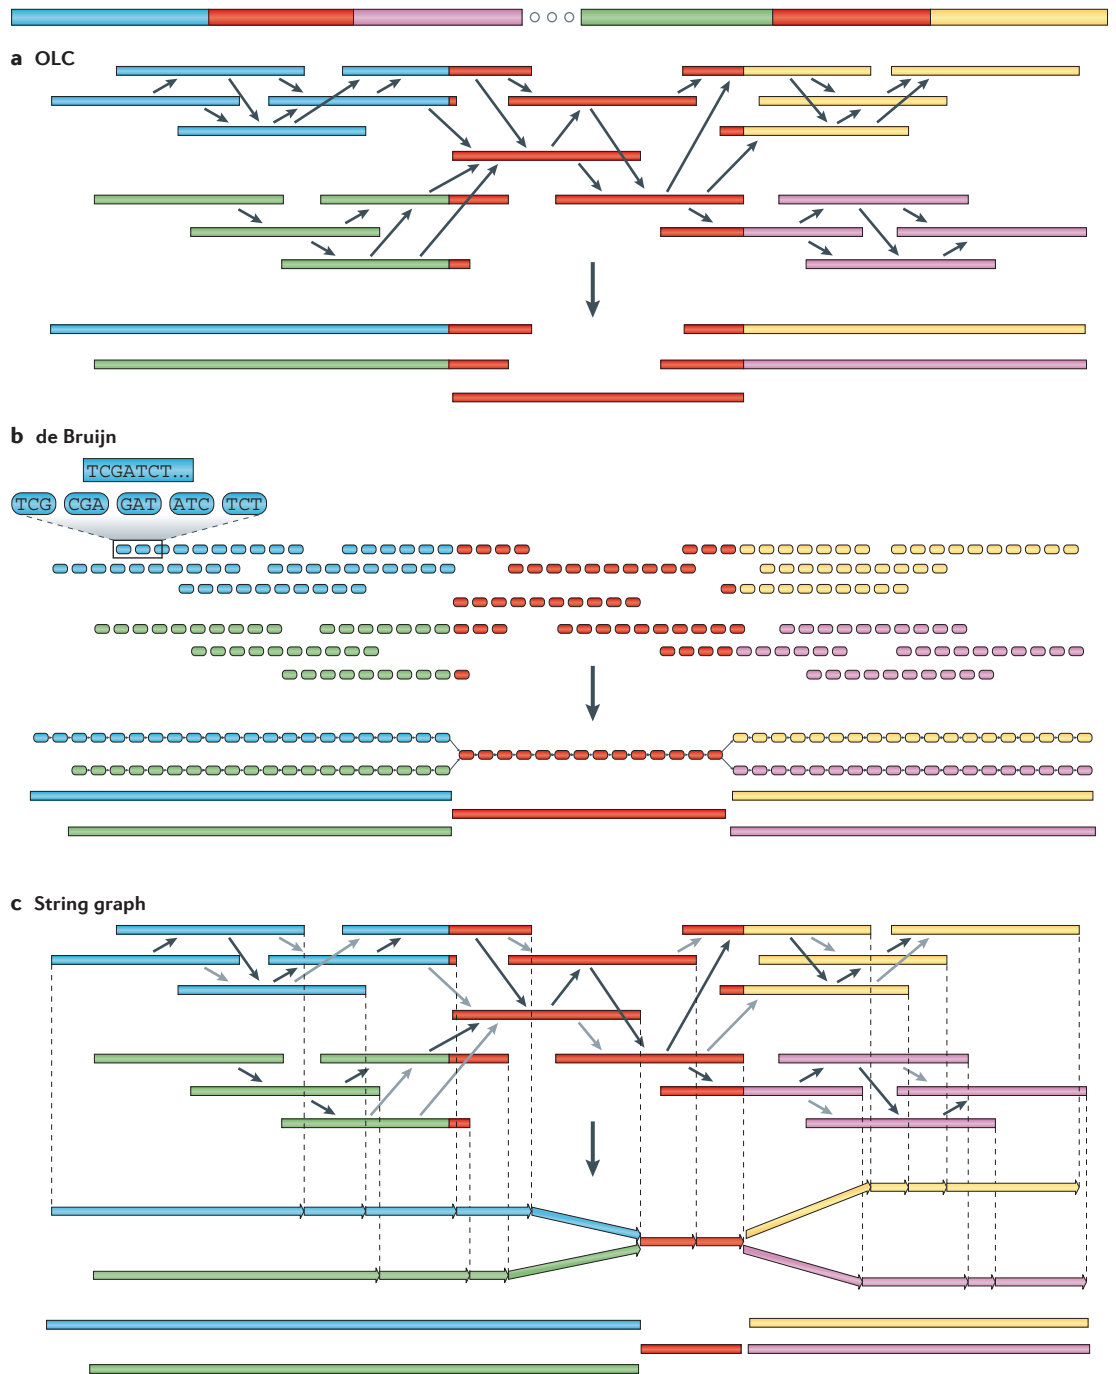 a OLC
b de Bruijn
TCGATCT...
TCG CGA GAT ATC TCT
c String graph